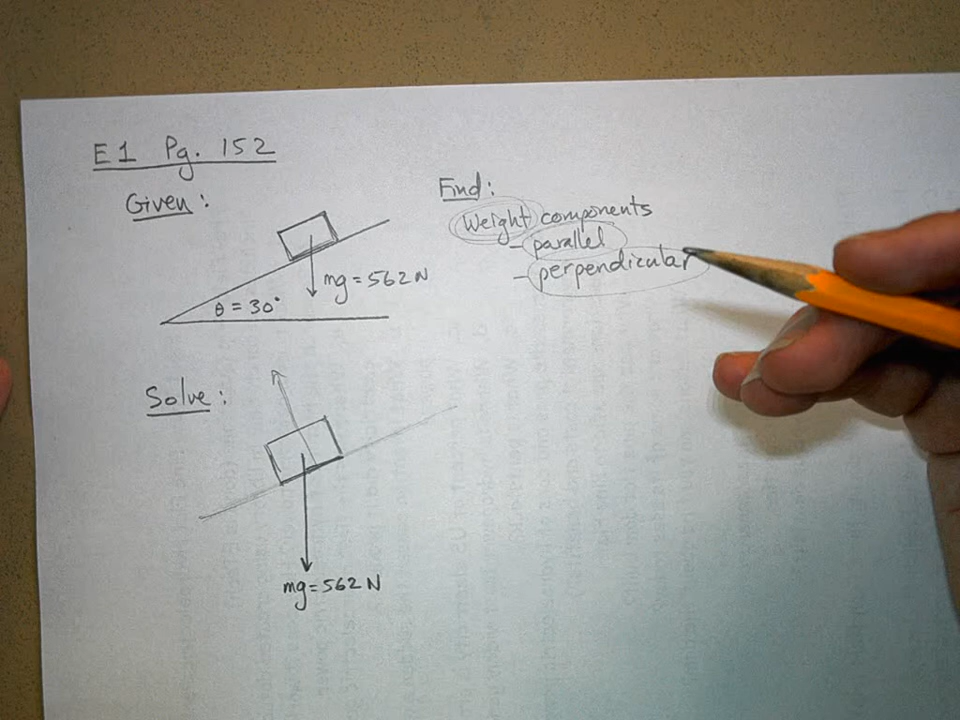 E1 Pg. 152
Given:
mg = 562 N
θ = 30°
Find:
Weight components
- parallel
- perpendicular
Solve:
mg = 562 N